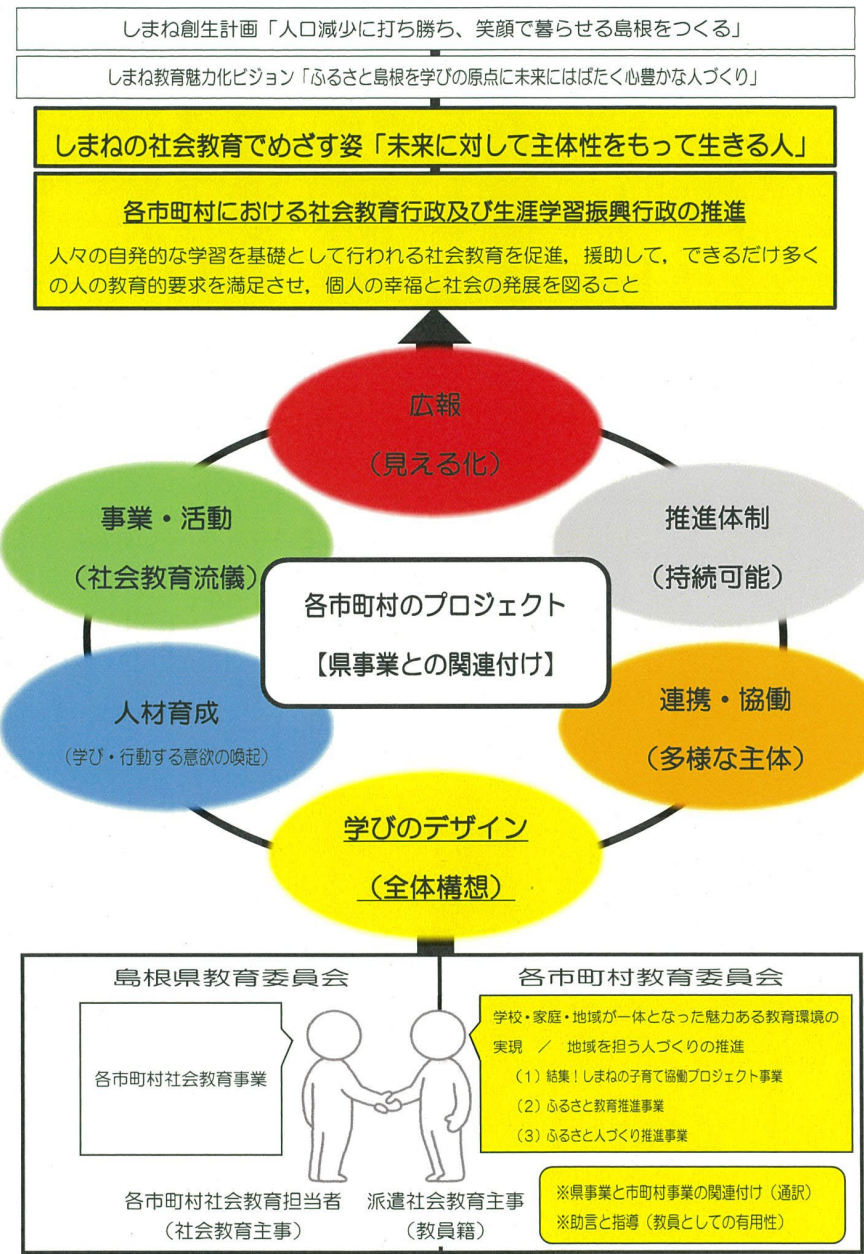 しまね創生計画「人口減少に打ち勝ち、笑顔で暮らせる島根をつくる」
しまね教育魅力化ビジョン「ふるさと島根を学びの原点に未来にはばたく心豊かな人づくり」
しまねの社会教育でめざす姿「未来に対して主体性をもって生きる人」
各市町村における社会教育行政及び生涯学習振興行政の推進
人々の自発的な学習を基礎として行われる社会教育を促進，援助して，できるだけ多く
の人の教育的要求を満足させ，個人の幸福と社会の発展を図ること
広報
（見える化）
事業・活動
（社会教育流儀）
推進体制
（持続可能）
各市町村のプロジェクト
【県事業との関連付け】
人材育成
（学び・行動する意欲の喚起）
連携・協働
（多様な主体）
学びのデザイン
（全体構想）
島根県教育委員会
各市町村社会教育事業
各市町村社会教育担当者
（社会教育主事）
各市町村教育委員会
学校・家庭・地域が一体となった魅力ある教育環境の
実現　／　地域を担う人づくりの推進
（１）結集！しまねの子育て協働プロジェクト事業
（２）ふるさと教育推進事業
（３）ふるさと人づくり推進事業
派遣社会教育主事
（教員籍）
※県事業と市町村事業の関連付け（通訳）
※助言と指導（教員としての有用性）